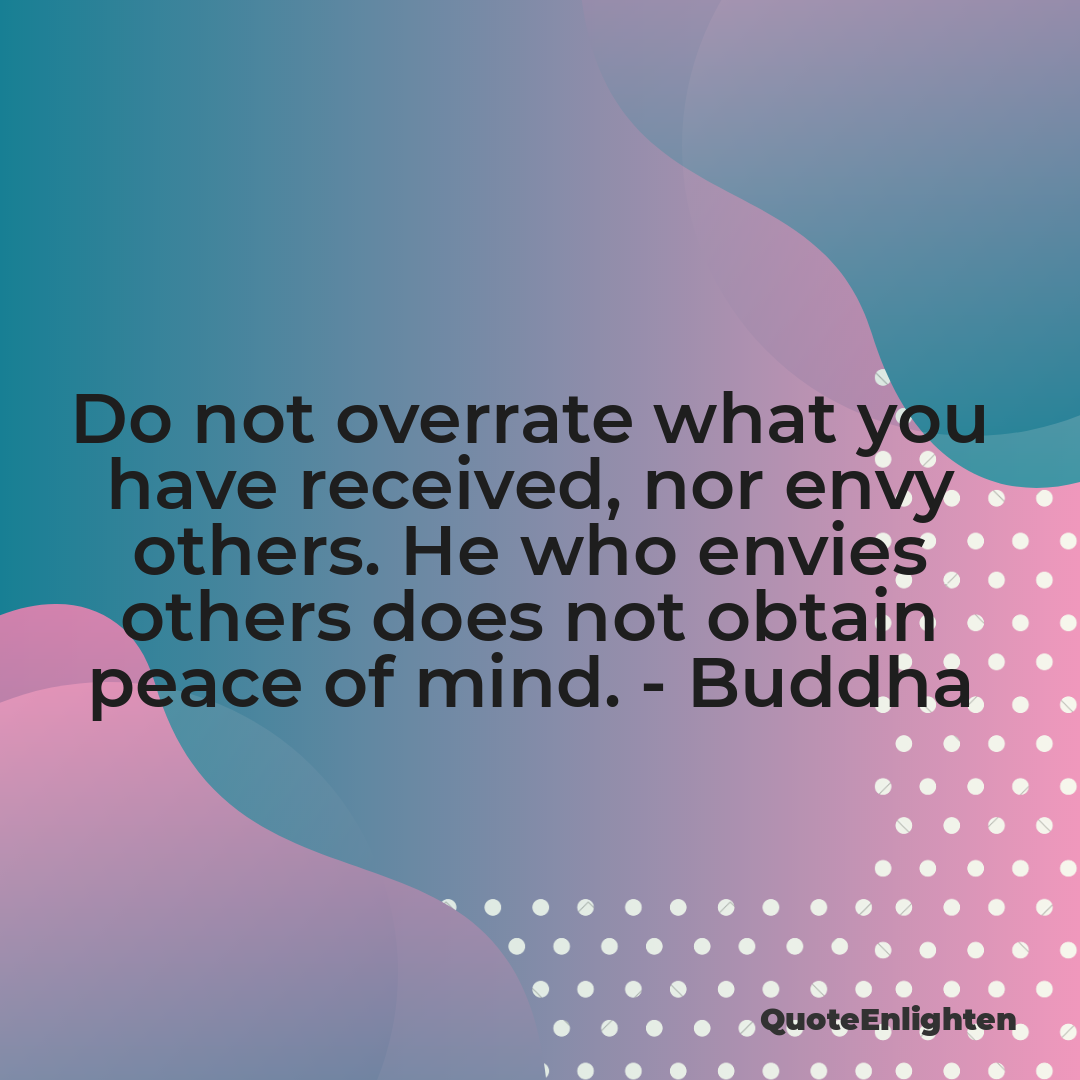 Do not overrate what you
have received, nor envy
others. He who envies
others does not obtain
peace of mind. - Buddha
QuoteEnlighten